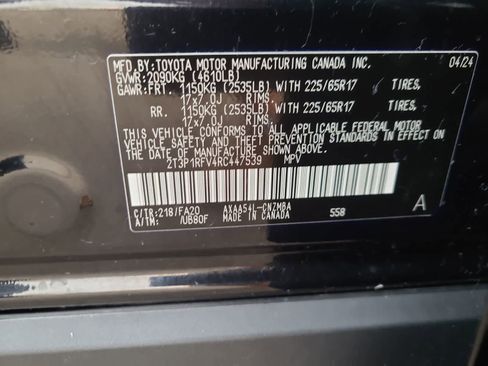 MFD.BY:TOYOTA MOTOR MANUFACTURING CANADA INC. 04/24
GVWR:2090KG (4610LB)
GAWR:FRT. 1150KG (2535LB) WITH 225/65R17 TIRES,
17x7.0J RIMS.
RR. 1150KG (2535LB) WITH 225/65R17 TIRES,
17x7.0J RIMS.
THIS VEHICLE CONFORMS TO ALL APPLICABLE FEDERAL MOTOR
VEHICLE SAFETY AND EMISSION STANDARDS IN EFFECT ON
THE DATE OF MANUFACTURE SHOWN ABOVE.
2T3P1RFV4RC447539 MPV
C/TR:218/FA20 AXAA54L-CNZMBA 558 A
A/TM: /UB80F MADE IN CANADA